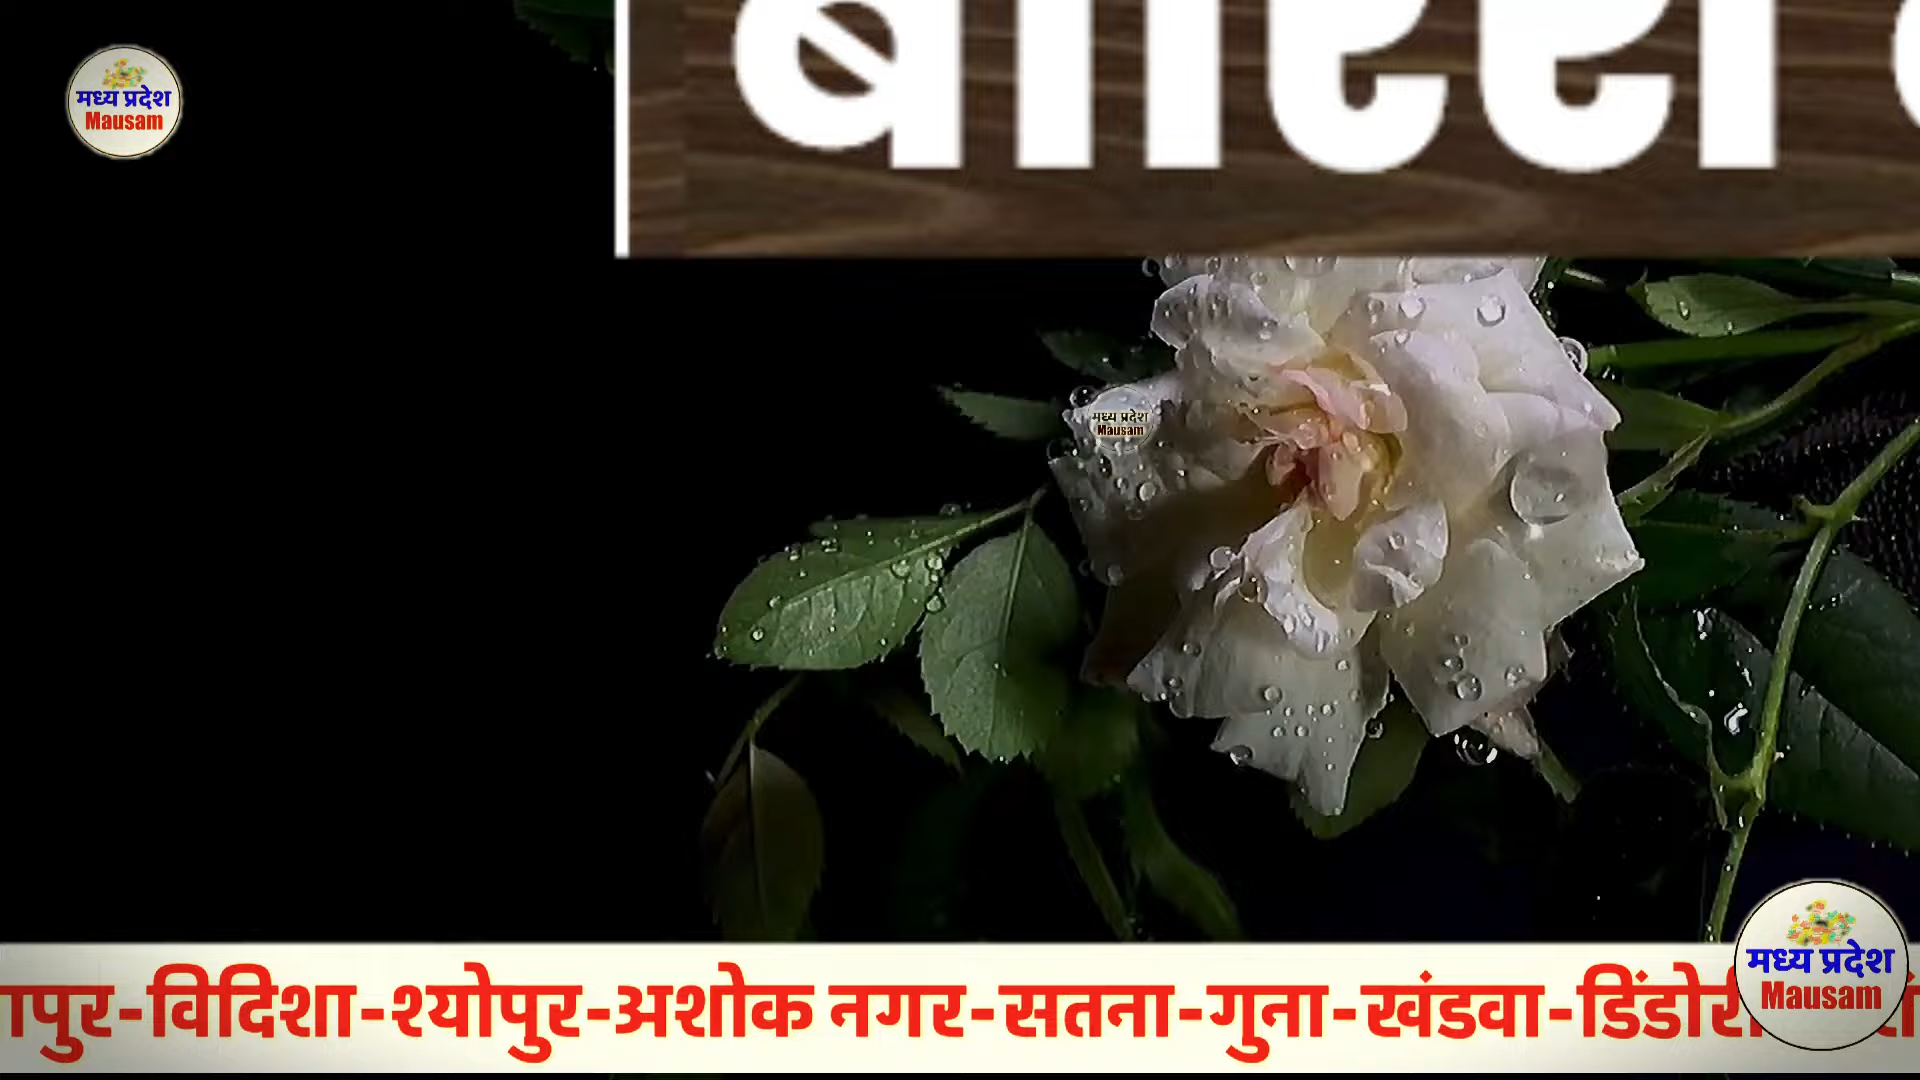 मध्य प्रदेश
Mausam
मध्य प्रदेश
Mausam
विदिशा-श्योपुर-अशोक नगर-सतना-गुना-खंडवा-डिंडोरी
मध्य प्रदेश
Mausam